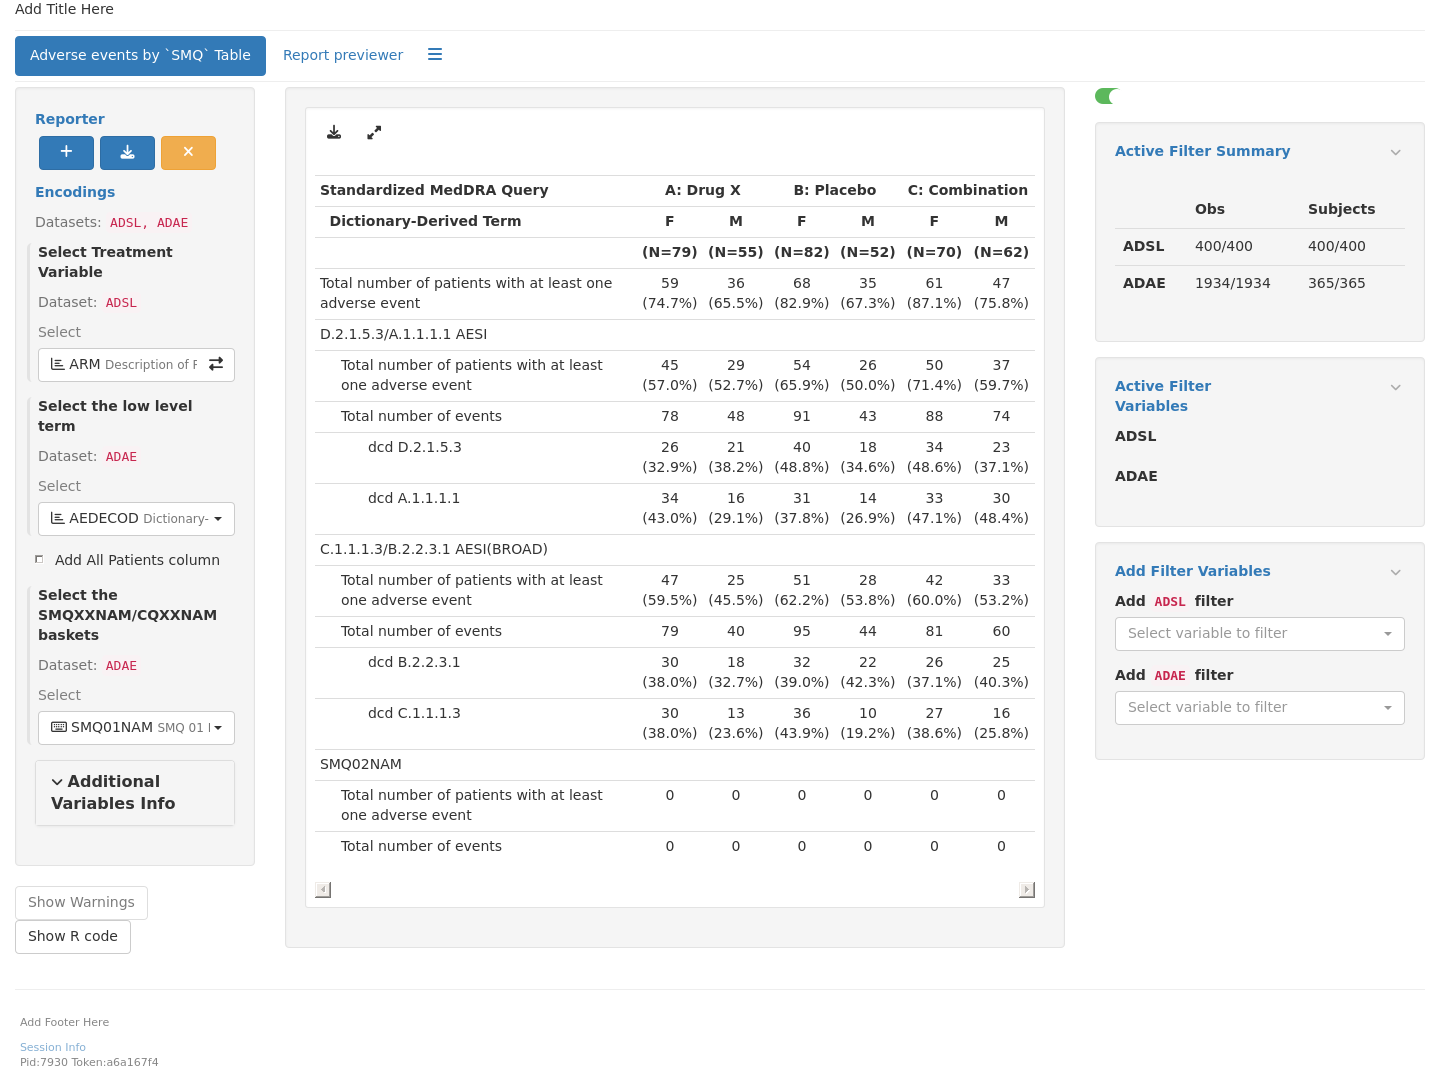 Add Title Here
Adverse events by `SMQ` Table
Report previewer
Reporter
Encodings
Datasets: ADSL, ADAE
Select Treatment
Variable
Dataset: ADSL
Select
ARM Description of
Select the low level
term
Dataset: ADAE
Select
AEDECOD Dictionary-
Add All Patients column
Select the
SMQXXNAM/CQXXNAM
baskets
Dataset: ADAE
Select
SMQ01NAM SMQ 01
Additional
Variables Info
Show Warnings
Show R code
Standardized MedDRA Query A: Drug X B: Placebo C: Combination
Dictionary-Derived Term F M F M F M
(N=79) (N=55) (N=82) (N=52) (N=70) (N=62)
Total number of patients with at least one 59 36 68 35 61 47
adverse event (74.7%) (65.5%) (82.9%) (67.3%) (87.1%) (75.8%)
D.2.1.5.3/A.1.1.1.1 AESI
Total number of patients with at least 45 29 54 26 50 37
one adverse event (57.0%) (52.7%) (65.9%) (50.0%) (71.4%) (59.7%)
Total number of events 78 48 91 43 88 74
dcd D.2.1.5.3 26 21 40 18 34 23
(32.9%) (38.2%) (48.8%) (34.6%) (48.6%) (37.1%)
dcd A.1.1.1.1 34 16 31 14 33 30
(43.0%) (29.1%) (37.8%) (26.9%) (47.1%) (48.4%)
C.1.1.1.3/B.2.2.3.1 AESI(BROAD)
Total number of patients with at least 47 25 51 28 42 33
one adverse event (59.5%) (45.5%) (62.2%) (53.8%) (60.0%) (53.2%)
Total number of events 79 40 95 44 81 60
dcd B.2.2.3.1 30 18 32 22 26 25
(38.0%) (32.7%) (39.0%) (42.3%) (37.1%) (40.3%)
dcd C.1.1.1.3 30 13 36 10 27 16
(38.0%) (23.6%) (43.9%) (19.2%) (38.6%) (25.8%)
SMQ02NAM
Total number of patients with at least 0 0 0 0 0 0
one adverse event
Total number of events 0 0 0 0 0 0
Active Filter Summary
Obs Subjects
ADSL 400/400 400/400
ADAE 1934/1934 365/365
Active Filter
Variables
ADSL
ADAE
Add Filter Variables
Add ADSL filter
Select variable to filter
Add ADAE filter
Select variable to filter
Add Footer Here
Session Info
Pid:7930 Token:a6a167f4